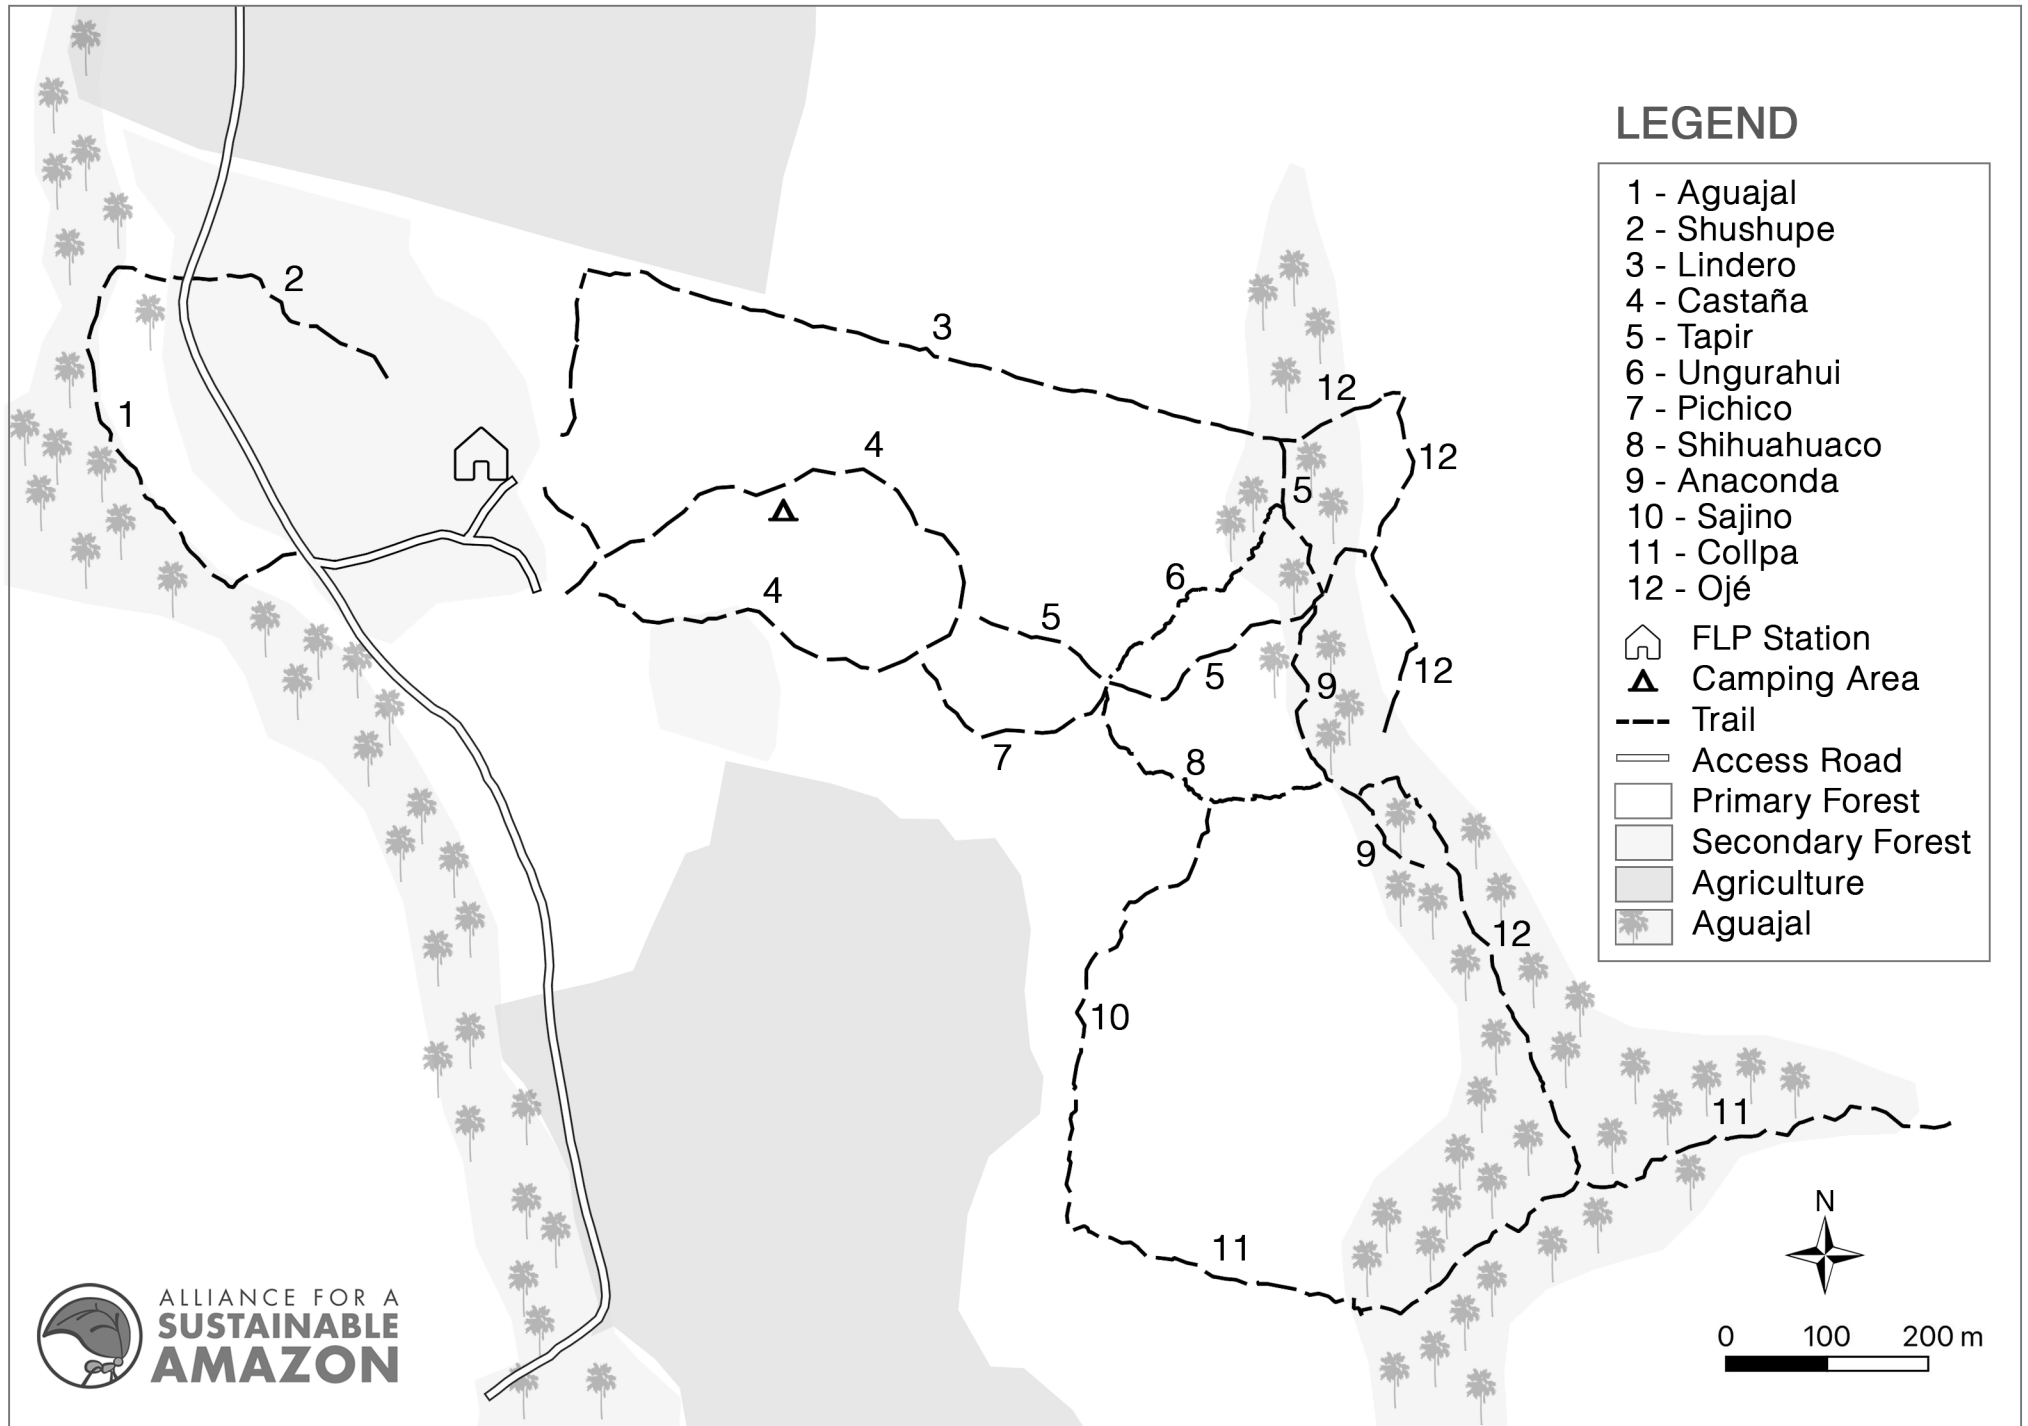 LEGEND
1 - Aguajal
2 - Shushupe
3 - Lindero
4 - Castaña
5 - Tapir
6 - Ungurahui
7 - Pichico
8 - Shihuahuaco
9 - Anaconda
10 - Sajino
11 - Collpa
12 - Ojé
FLP Station
Camping Area
Trail
Access Road
Primary Forest
Secondary Forest
Agriculture
Aguajal
2
3
12
1
4
12
5
6
4
5
5
12
9
7
8
9
12
10
11
11
N
0 100 200 m
ALLIANCE FOR A
SUSTAINABLE
AMAZON